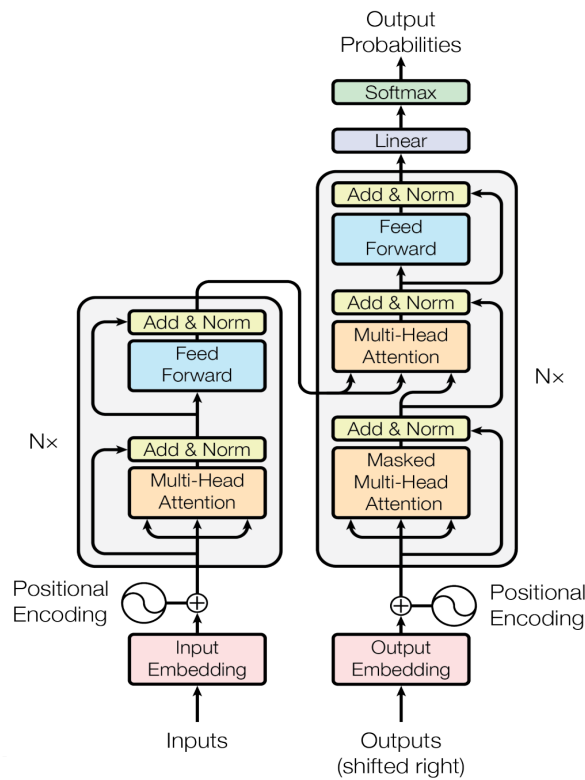 Output
Probabilities
Softmax
Linear
Add & Norm
Feed
Forward
Add & Norm
Multi-Head
Attention
Add & Norm
Masked
Multi-Head
Attention
Nx
Add & Norm
Feed
Forward
Add & Norm
Multi-Head
Attention
Nx
Positional
Encoding
Positional
Encoding
Input
Embedding
Output
Embedding
Inputs
Outputs
(shifted right)